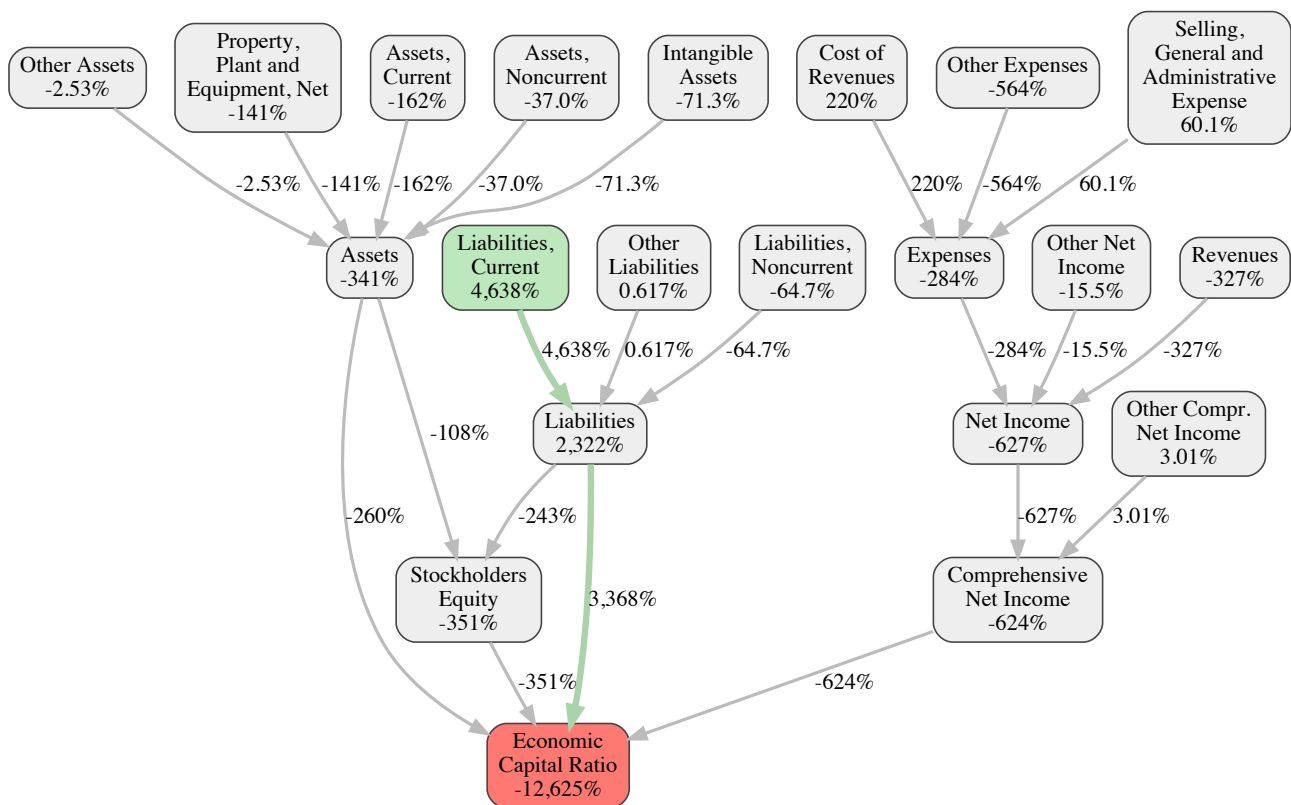 Other Assets
-2.53%
Property,
Plant and
Equipment, Net
-141%
Assets,
Current
-162%
Assets,
Noncurrent
-37.0%
Intangible
Assets
-71.3%
Cost of
Revenues
220%
Other Expenses
-564%
Selling,
General and
Administrative
Expense
60.1%
-2.53%
-141%
-162%
-37.0%
-71.3%
220%
-564%
60.1%
Assets
-341%
Liabilities,
Current
4,638%
Other
Liabilities
0.617%
Liabilities,
Noncurrent
-64.7%
Expenses
-284%
Other Net
Income
-15.5%
Revenues
-327%
4,638%
0.617%
-64.7%
-284%
-15.5%
-327%
-108%
Liabilities
2,322%
Net Income
-627%
Other Compr.
Net Income
3.01%
-260%
-243%
-627%
3.01%
Stockholders
Equity
-351%
3,368%
Comprehensive
Net Income
-624%
-351%
-624%
Economic
Capital Ratio
-12,625%